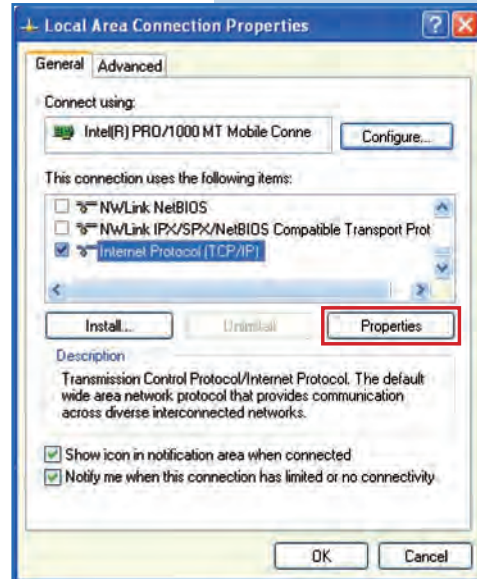 Local Area Connection Properties
General Advanced
Connect using:
Intel(R) PRO/1000 MT Mobile Conne Configure...
This connection uses the following items:
NWLink NetBIOS
NWLink IPX/SPX/NetBIOS Compatible Transport Prot
Internet Protocol (TCP/IP)
Install... Uninstall Properties
Description
Transmission Control Protocol/Internet Protocol. The default
wide area network protocol that provides communication
across diverse interconnected networks.
Show icon in notification area when connected
Notify me when this connection has limited or no connectivity
OK Cancel